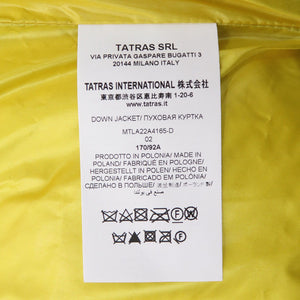 TATRAS SRL
VIA PRIVATA GASPARE BUGATTI 3
20144 MILANO ITALY
TATRAS INTERNATIONAL 株式会社
東京都渋谷区恵比寿南 1-20-6
www.tatras.it
DOWN JACKET/ ПУХОВАЯ КУРТКА
MTLA22A4165-D
02
170/92A
PRODOTTO IN POLONIA/ MADE IN
POLAND/ FABRIQUÉ EN POLOGNE/
HERGESTELLT IN POLEN/ HECHO EN
POLONIA/ FABRICADO EM POLÓNIA/
СДЕЛАНО В ПОЛЬШЕ/
صنع في بولندا